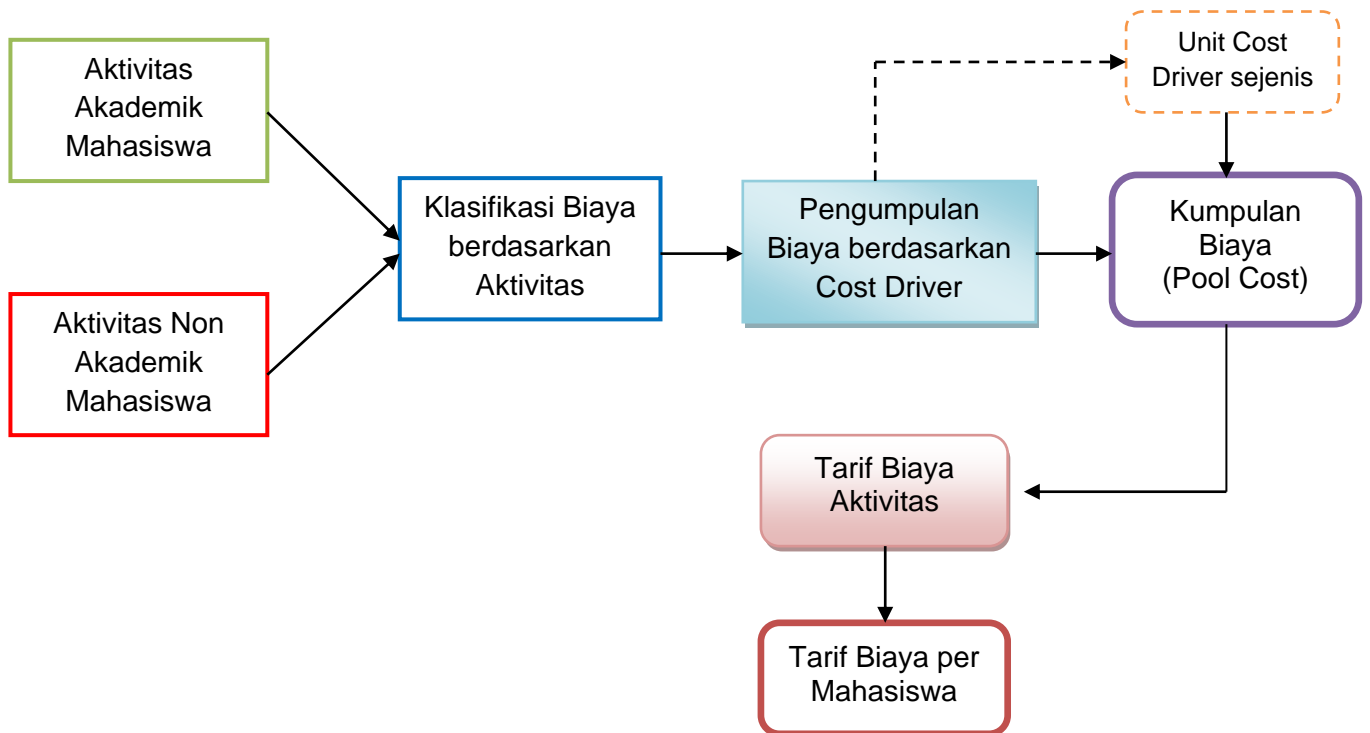 Aktivitas
Akademik
Mahasiswa
Aktivitas Non
Akademik
Mahasiswa
Klasifikasi Biaya
berdasarkan
Aktivitas
Pengumpulan
Biaya berdasarkan
Cost Driver
Unit Cost
Driver sejenis
Kumpulan
Biaya
(Pool Cost)
Tarif Biaya
Aktivitas
Tarif Biaya per
Mahasiswa